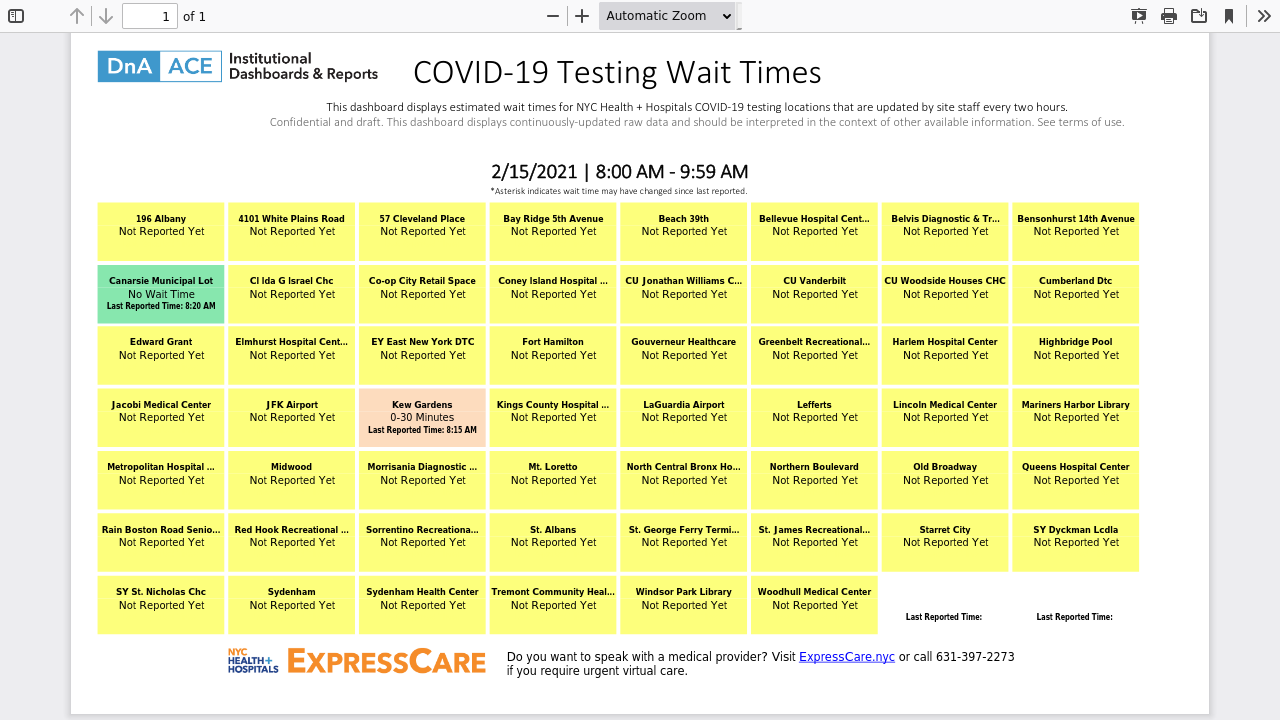 1 of 1 Automatic Zoom
DnA ACE Institutional
Dashboards & Reports
COVID-19 Testing Wait Times
This dashboard displays estimated wait times for NYC Health + Hospitals COVID-19 testing locations that are updated by site staff every two hours.
Confidential and draft. This dashboard displays continuously-updated raw data and should be interpreted in the context of other available information. See terms of use.
2/15/2021 | 8:00 AM - 9:59 AM
*Asterisk indicates wait time may have changed since last reported.
196 Albany 4101 White Plains Road 57 Cleveland Place Bay Ridge 5th Avenue Beach 39th Bellevue Hospital Cent... Belvis Diagnostic & Tr... Bensonhurst 14th Avenue
Not Reported Yet Not Reported Yet Not Reported Yet Not Reported Yet Not Reported Yet Not Reported Yet Not Reported Yet Not Reported Yet
Canarsie Municipal Lot CI Ida G Israel Chc Co-op City Retail Space Coney Island Hospital ... CU Jonathan Williams C... CU Vanderbilt CU Woodside Houses CHC Cumberland Dtc
No Wait Time Not Reported Yet Not Reported Yet Not Reported Yet Not Reported Yet Not Reported Yet Not Reported Yet Not Reported Yet
Last Reported Time: 8:20 AM
Edward Grant Elmhurst Hospital Cent... EY East New York DTC Fort Hamilton Gouverneur Healthcare Greenbelt Recreational... Harlem Hospital Center Highbridge Pool
Not Reported Yet Not Reported Yet Not Reported Yet Not Reported Yet Not Reported Yet Not Reported Yet Not Reported Yet Not Reported Yet
Jacobi Medical Center JFK Airport Kew Gardens Kings County Hospital ... LaGuardia Airport Lefferts Lincoln Medical Center Mariners Harbor Library
Not Reported Yet Not Reported Yet 0-30 Minutes Not Reported Yet Not Reported Yet Not Reported Yet Not Reported Yet Not Reported Yet
Last Reported Time: 8:15 AM
Metropolitan Hospital ... Midwood Morrisania Diagnostic ... Mt. Loretto North Central Bronx Ho... Northern Boulevard Old Broadway Queens Hospital Center
Not Reported Yet Not Reported Yet Not Reported Yet Not Reported Yet Not Reported Yet Not Reported Yet Not Reported Yet Not Reported Yet
Rain Boston Road Senio... Red Hook Recreational ... Sorrentino Recreationa... St. Albans St. George Ferry Termi... St. James Recreational... Starret City SY Dyckman Lcdla
Not Reported Yet Not Reported Yet Not Reported Yet Not Reported Yet Not Reported Yet Not Reported Yet Not Reported Yet Not Reported Yet
SY St. Nicholas Chc Sydenham Sydenham Health Center Tremont Community Heal... Windsor Park Library Woodhull Medical Center
Not Reported Yet Not Reported Yet Not Reported Yet Not Reported Yet Not Reported Yet Not Reported Yet
Last Reported Time: Last Reported Time:
NYC
HEALTH+
HOSPITALS
EXPRESSCARE
Do you want to speak with a medical provider? Visit ExpressCare.nyc or call 631-397-2273
if you require urgent virtual care.